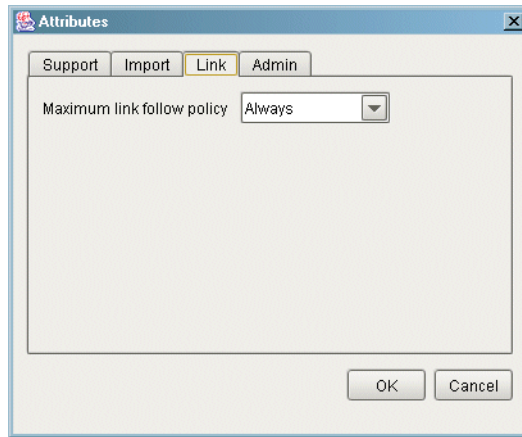 Attributes
Support Import Link Admin
Maximum link follow policy Always
OK Cancel